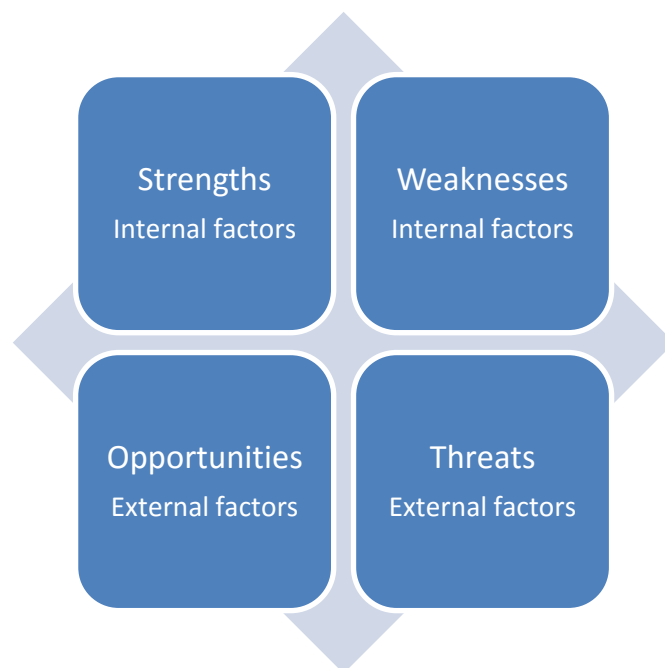 Strengths
Internal factors
Weaknesses
Internal factors
Opportunities
External factors
Threats
External factors